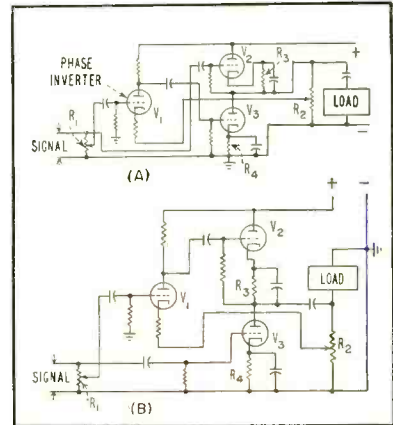 V₂
R₃
+
PHASE
INVERTER
V₁
V₃
R₁
R₂
LOAD
SIGNAL
R₄
−
(A)
+ −
V₂
LOAD
R₃
V₁
V₃
R₂
SIGNAL
R₁
R₄
(B)